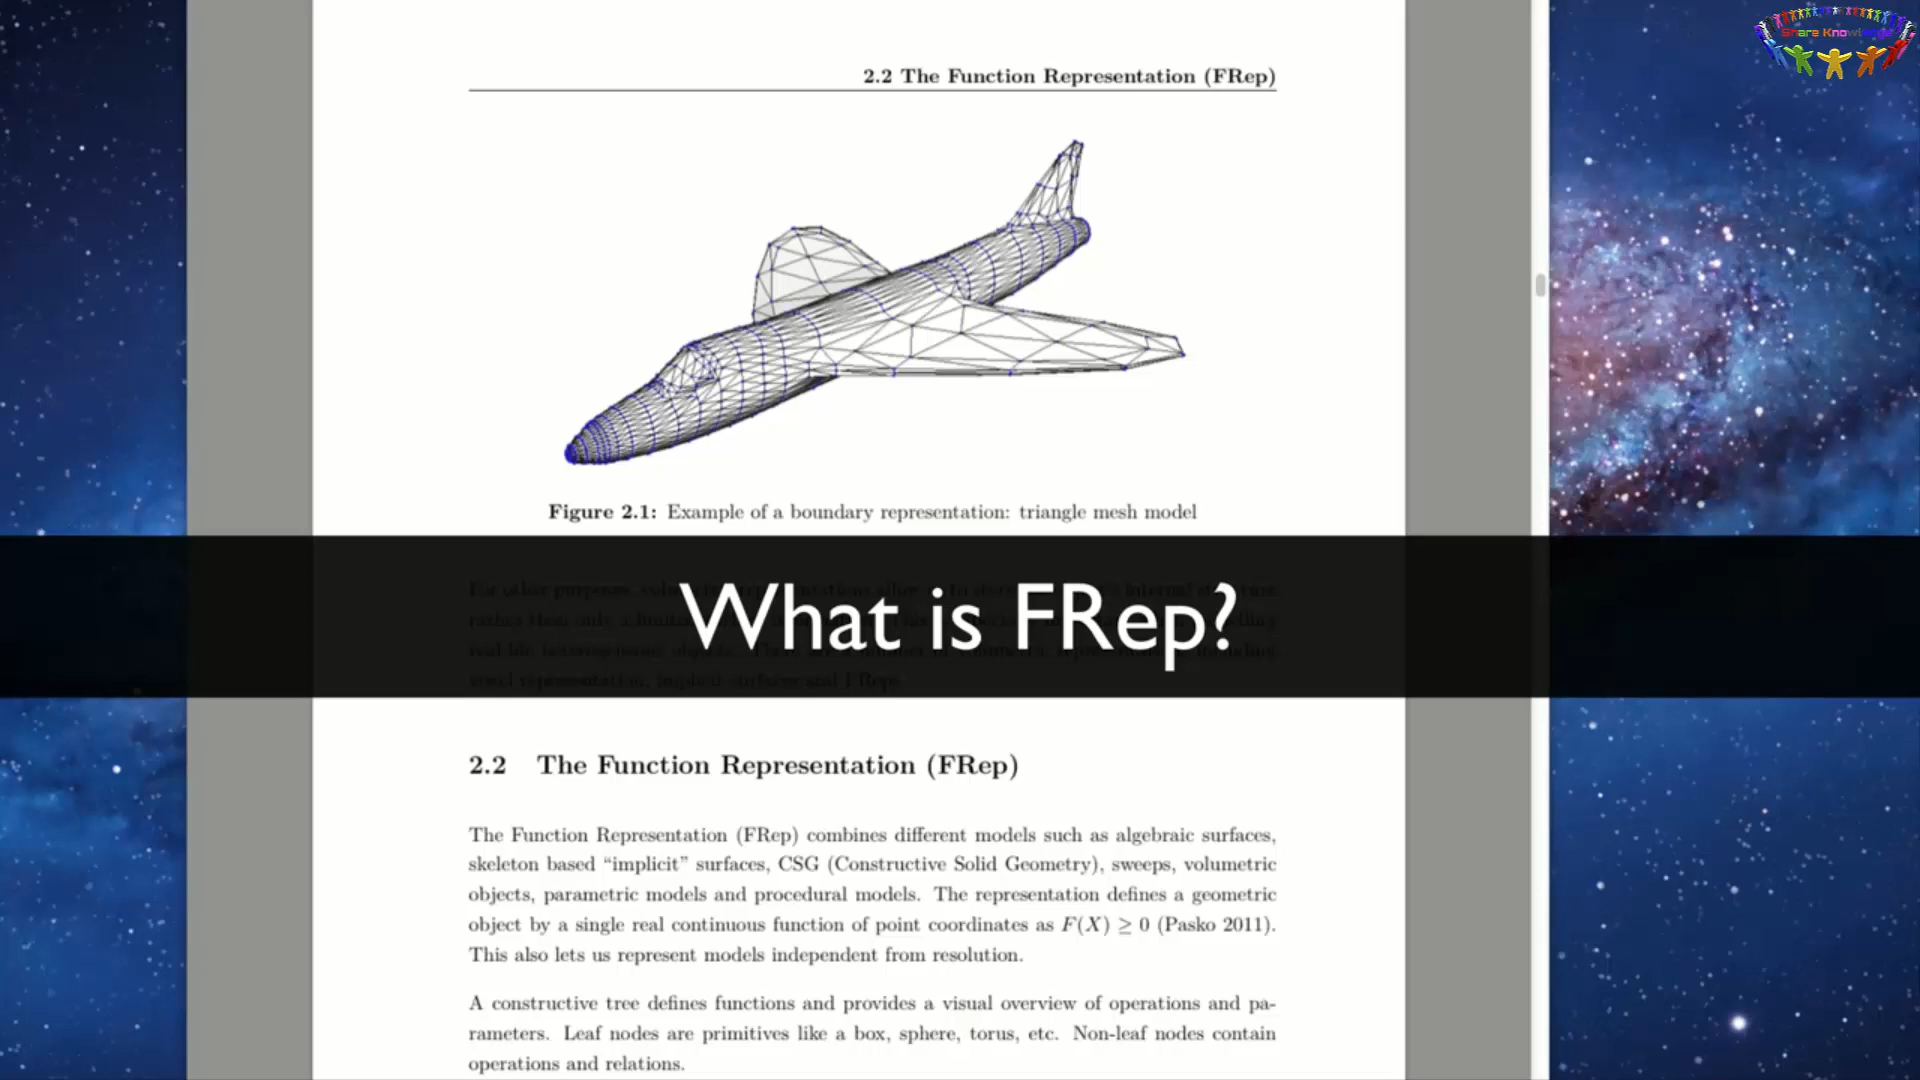 Share Knowledge
2.2 The Function Representation (FRep)
Figure 2.1: Example of a boundary representation: triangle mesh model
What is FRep?
2.2 The Function Representation (FRep)
The Function Representation (FRep) combines different models such as algebraic surfaces,
skeleton based “implicit” surfaces, CSG (Constructive Solid Geometry), sweeps, volumetric
objects, parametric models and procedural models. The representation defines a geometric
object by a single real continuous function of point coordinates as F(X) ≥ 0 (Pasko 2011).
This also lets us represent models independent from resolution.
A constructive tree defines functions and provides a visual overview of operations and pa-
rameters. Leaf nodes are primitives like a box, sphere, torus, etc. Non-leaf nodes contain
operations and relations.